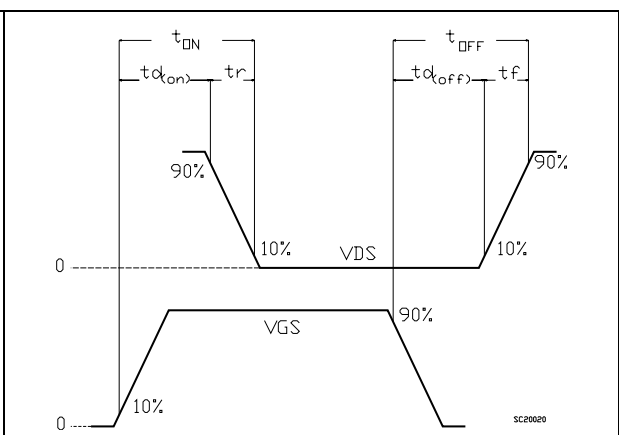 tON tOFF
td(on) tr td(off) tf
90% 90%
10% VDS 10%
0
VGS 90%
10%
0
SC20020